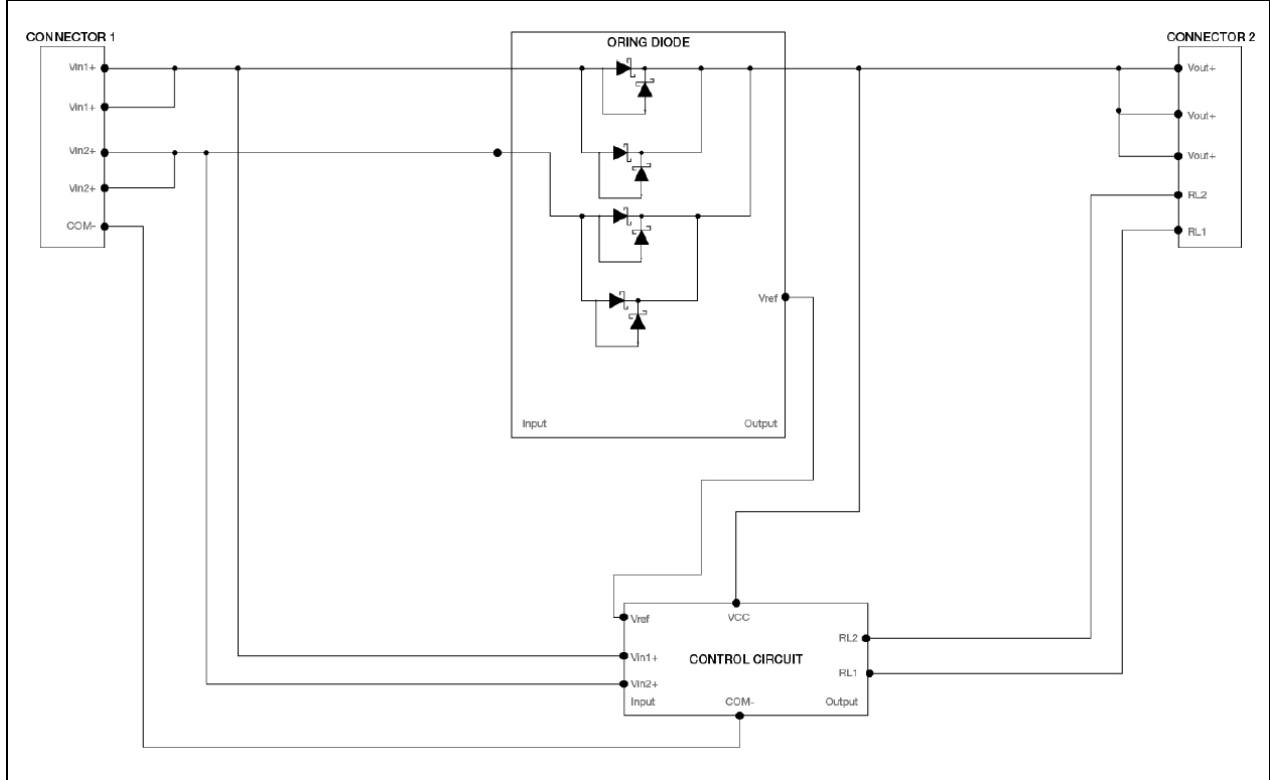 CONNECTOR 1
Vin1+
Vin1+
Vin2+
Vin2+
COM-
ORING DIODE
Vref
Input
Output
CONNECTOR 2
Vout+
Vout+
Vout+
RL2
RL1
Vref
VCC
RL2
Vin1+
CONTROL CIRCUIT
RL1
Vin2+
Input
COM-
Output